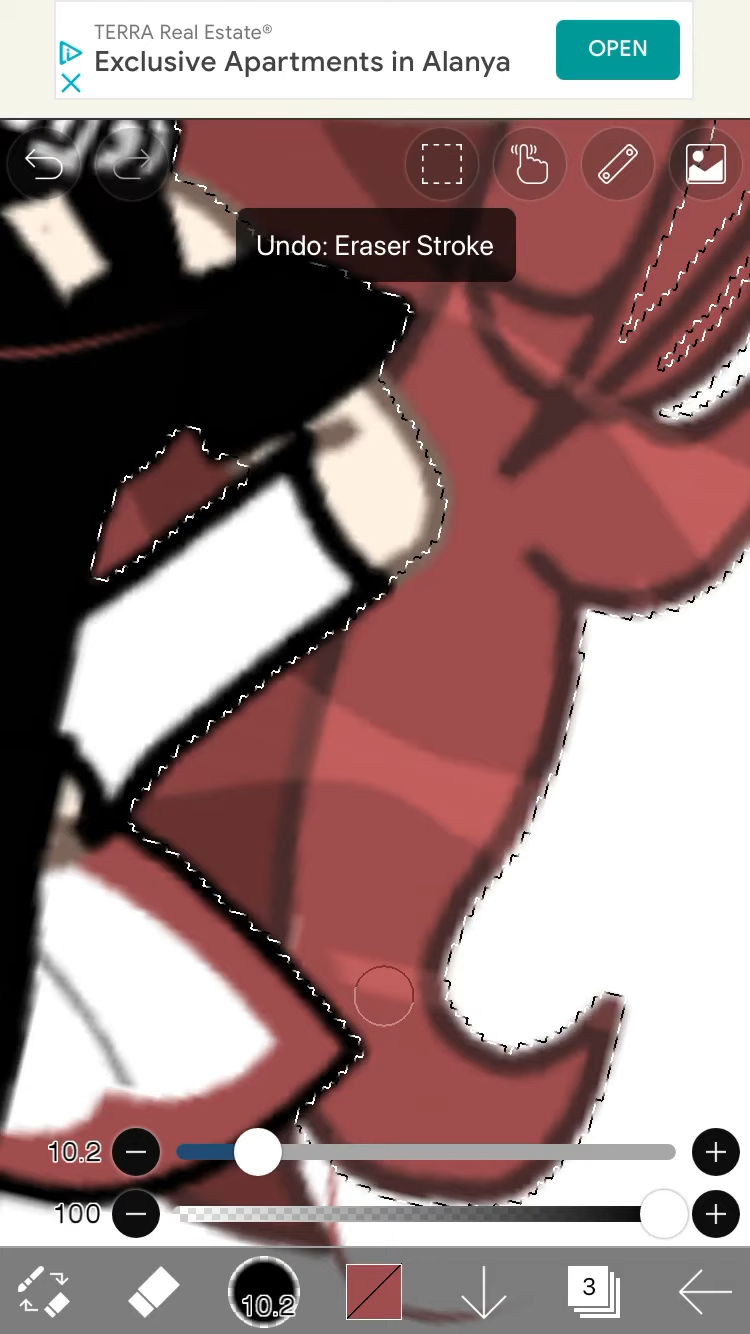 TERRA Real Estate®
Exclusive Apartments in Alanya
OPEN
Undo: Eraser Stroke
10.2
100
10.2
3